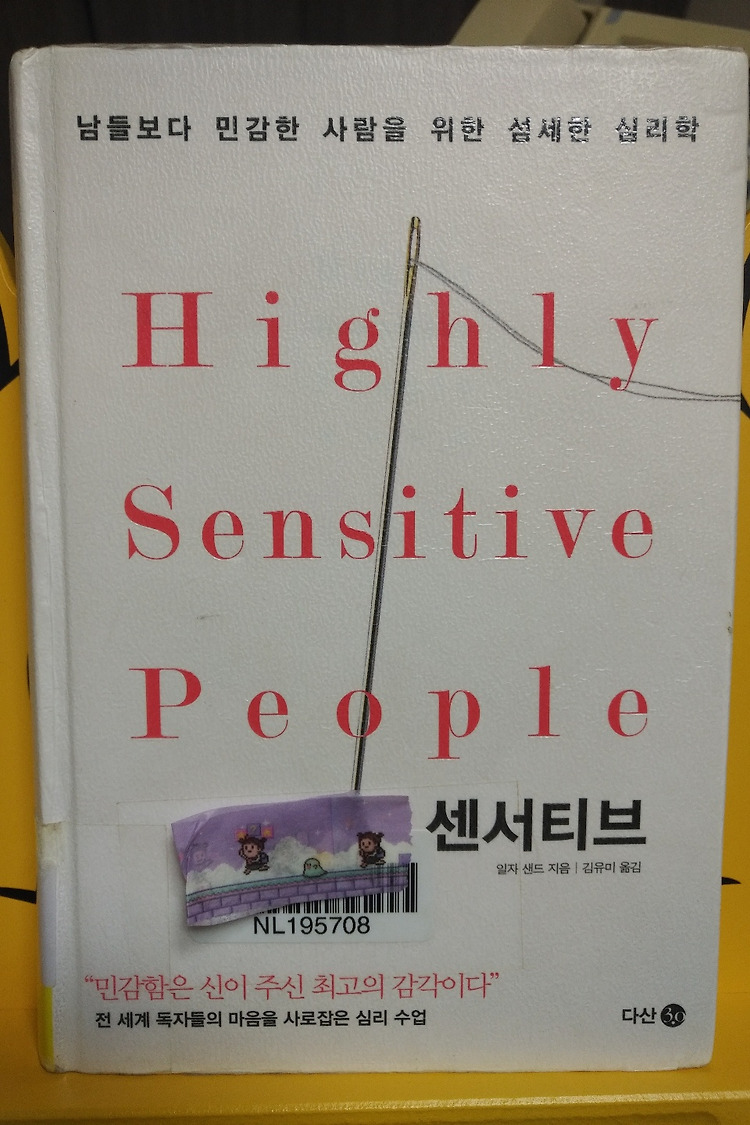 남들보다 민감한 사람을 위한 섬세한 심리학
Highly
Sensitive
People
센서티브
일자 샌드 지음 | 김유미 옮김
NL195708
“민감함은 신이 주신 최고의 감각이다”
전 세계 독자들의 마음을 사로잡은 심리 수업
다산 3.0